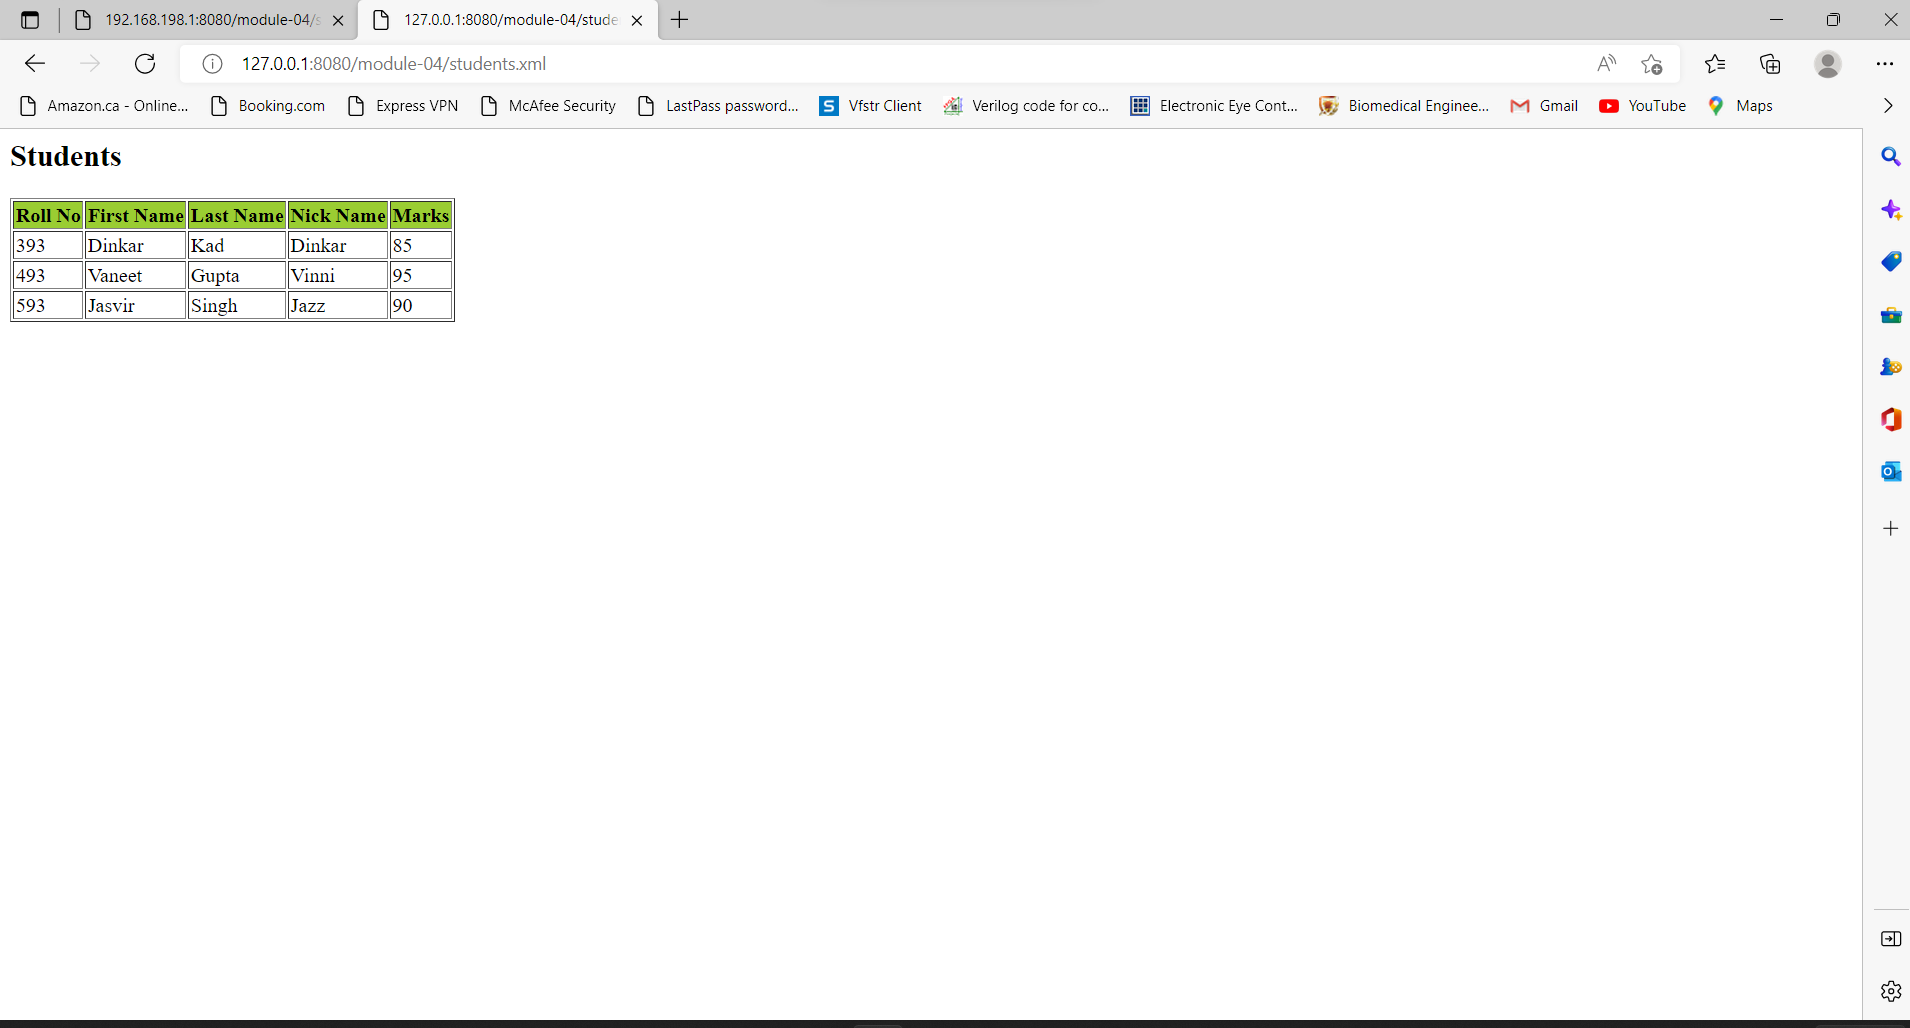 192.168.198.1:8080/module-04/s
127.0.0.1:8080/module-04/stude
127.0.0.1:8080/module-04/students.xml
Amazon.ca - Online... Booking.com Express VPN McAfee Security LastPass password... Vfstr Client Verilog code for co... Electronic Eye Cont... Biomedical Enginee... Gmail YouTube Maps
Students
Roll No First Name Last Name Nick Name Marks
393 Dinkar Kad Dinkar 85
493 Vaneet Gupta Vinni 95
593 Jasvir Singh Jazz 90